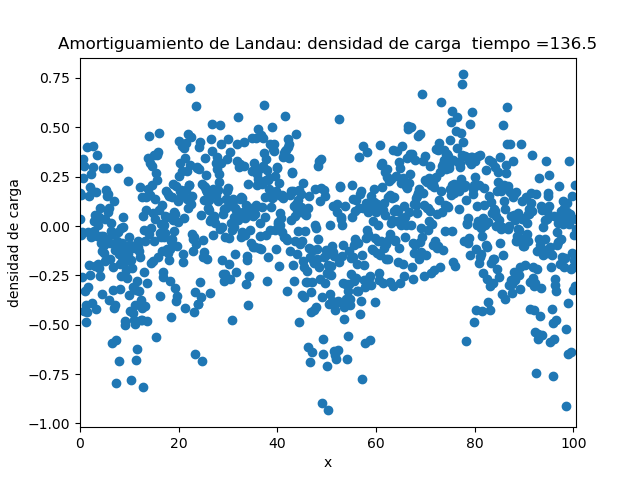 Amortiguamiento de Landau: densidad de carga  tiempo =136.5
densidad de carga
0.75
0.50
0.25
0.00
−0.25
−0.50
−0.75
−1.00
0 20 40 60 80 100
x